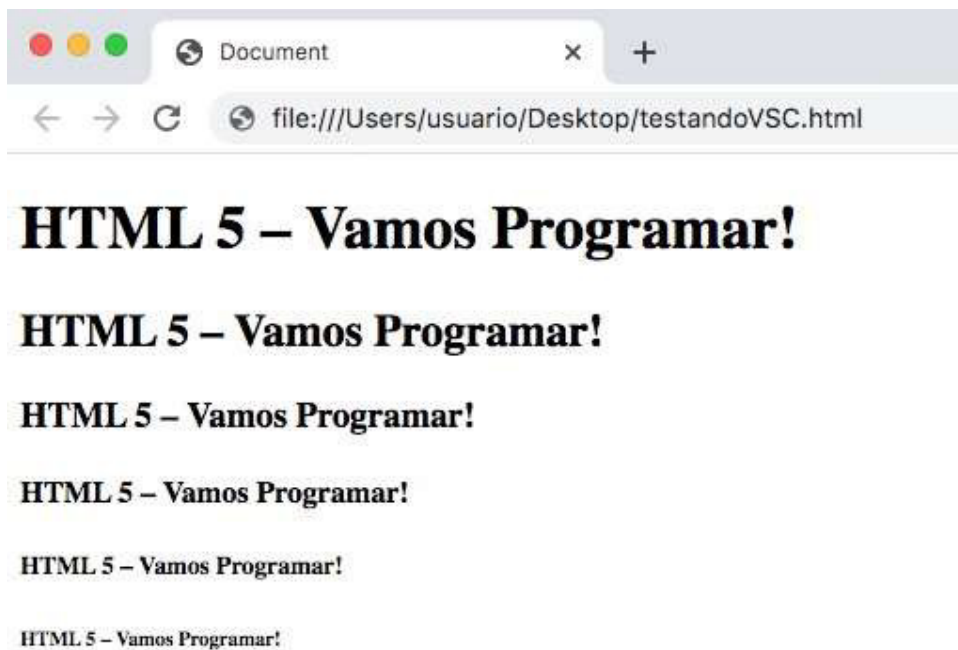 Document
file:///Users/usuario/Desktop/testandoVSC.html
HTML 5 – Vamos Programar!
HTML 5 – Vamos Programar!
HTML 5 – Vamos Programar!
HTML 5 – Vamos Programar!
HTML 5 – Vamos Programar!
HTML 5 – Vamos Programar!